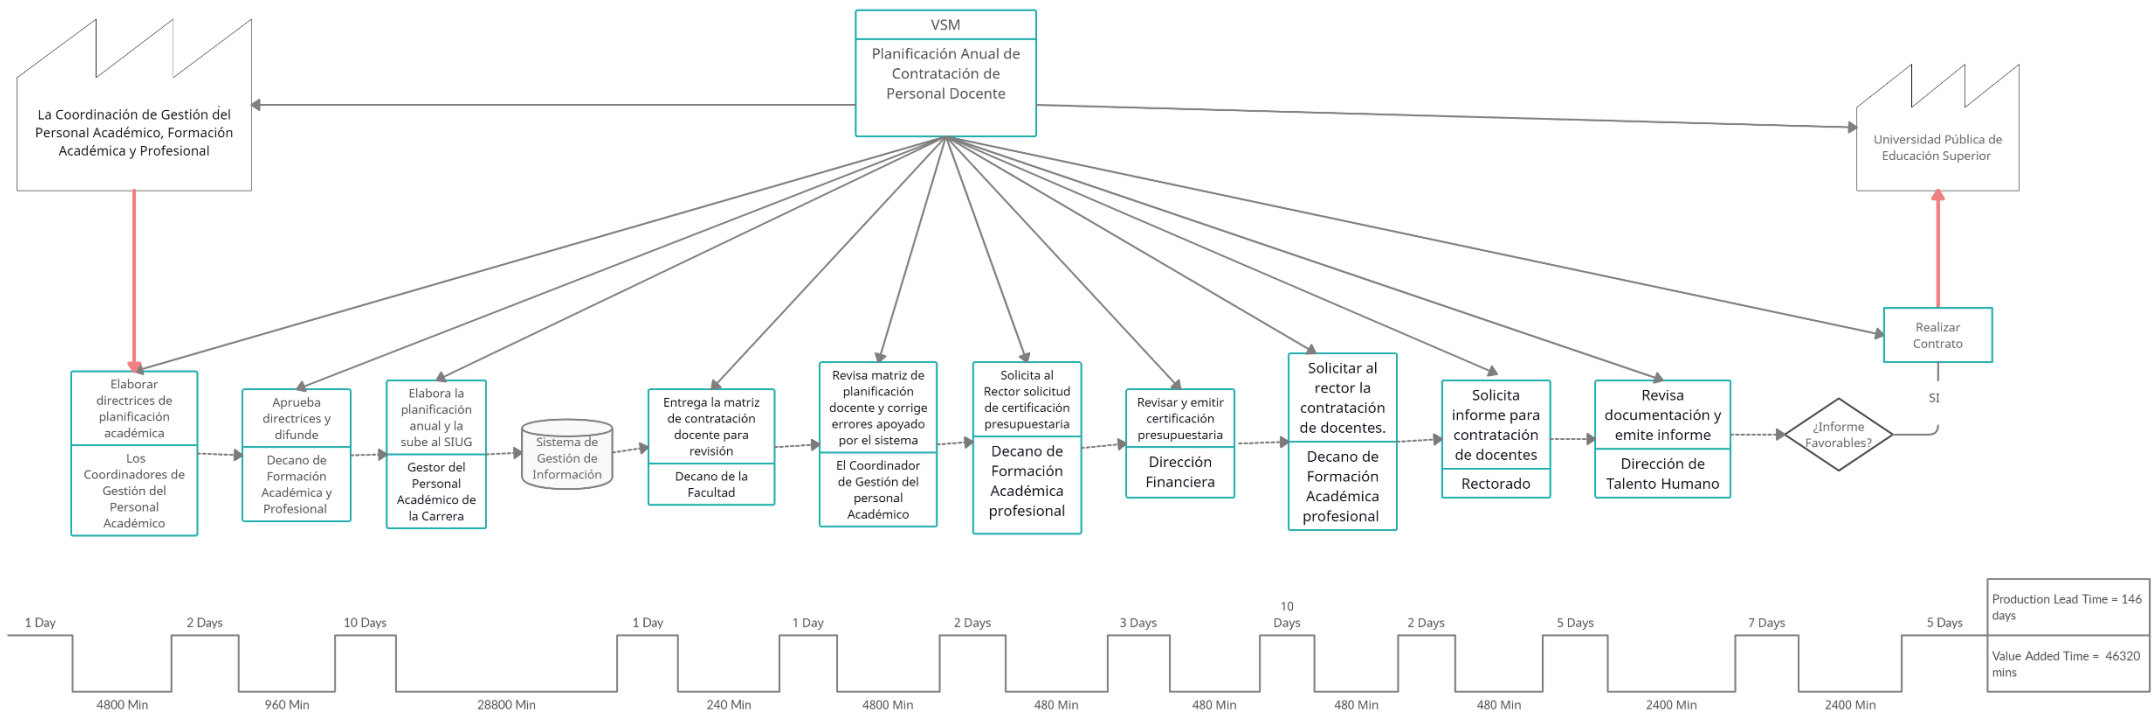 VSM
Planificación Anual de
Contratación de
Personal Docente
La Coordinación de Gestión del
Personal Académico, Formación
Académica y Profesional
Universidad Pública de
Educación Superior
Elaborar
directrices de
planificación
académica
Los
Coordinadores de
Gestión del
Personal
Académico
Aprueba
directrices y
difunde
Decano de
Formación
Académica y
Profesional
Elabora la
planificación
anual y la
sube al SIUG
Gestor del
Personal
Académico de
la Carrera
Sistema de
Gestión de
Información
Entrega la matriz
de contratación
docente para
revisión
Decano de la
Facultad
Revisa matriz de
planificación
docente y corrige
errores apoyado
por el sistema
El Coordinador
de Gestión del
personal
Académico
Solicita al
Rector solicitud
de certificación
presupuestaria
Decano de
Formación
Académica
profesional
Revisar y emitir
certificación
presupuestaria
Dirección
Financiera
Solicitar al
rector la
contratación
de docentes.
Decano de
Formación
Académica
profesional
Solicita
informe para
contratación
de docentes
Rectorado
Revisa
documentación y
emite informe
Dirección de
Talento Humano
¿Informe
Favorables?
SI
Realizar
Contrato
1 Day
2 Days
10 Days
1 Day
1 Day
2 Days
3 Days
10
Days
2 Days
5 Days
7 Days
5 Days
4800 Min
960 Min
28800 Min
240 Min
4800 Min
480 Min
480 Min
480 Min
480 Min
2400 Min
2400 Min
Production Lead Time = 146
days
Value Added Time = 46320
mins